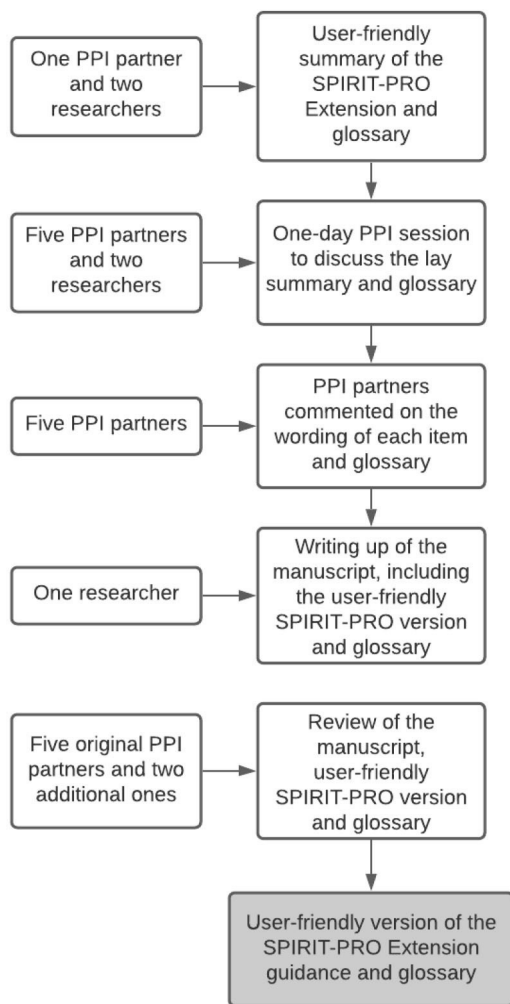 One PPI partner
and two
researchers
User-friendly
summary of the
SPIRIT-PRO
Extension and
glossary
Five PPI partners
and two
researchers
One-day PPI session
to discuss the lay
summary and glossary
Five PPI partners
PPI partners
commented on the
wording of each item
and glossary
One researcher
Writing up of the
manuscript, including
the user-friendly
SPIRIT-PRO version
and glossary
Five original PPI
partners and two
additional ones
Review of the
manuscript,
user-friendly
SPIRIT-PRO version
and glossary
User-friendly version of the
SPIRIT-PRO Extension
guidance and glossary